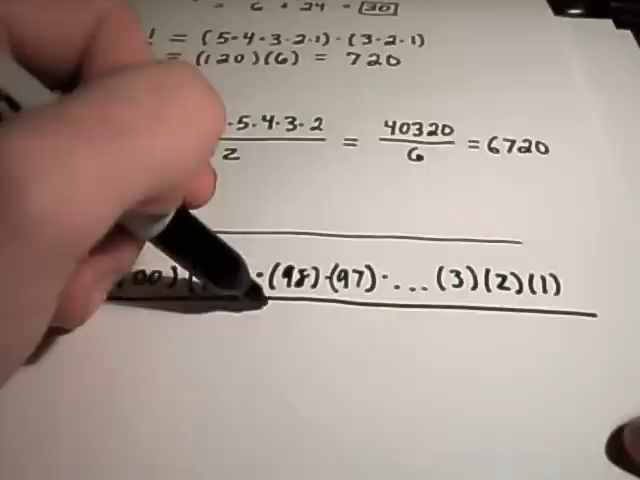 = 6 + 24 = 30
! = (5·4·3·2·1)·(3·2·1)
= (120)(6) = 720
·5·4·3·2 / 2 = 40320 / 6 = 6720
00) ( ·(98)·(97)·...(3)(2)(1)